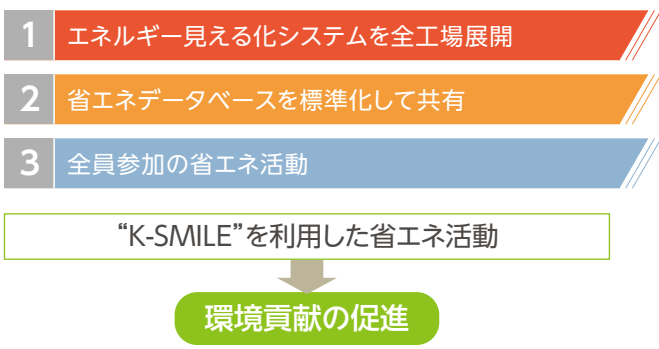 1 エネルギー見える化システムを全工場展開
2 省エネデータベースを標準化して共有
3 全員参加の省エネ活動
“K-SMILE”を利用した省エネ活動
環境貢献の促進